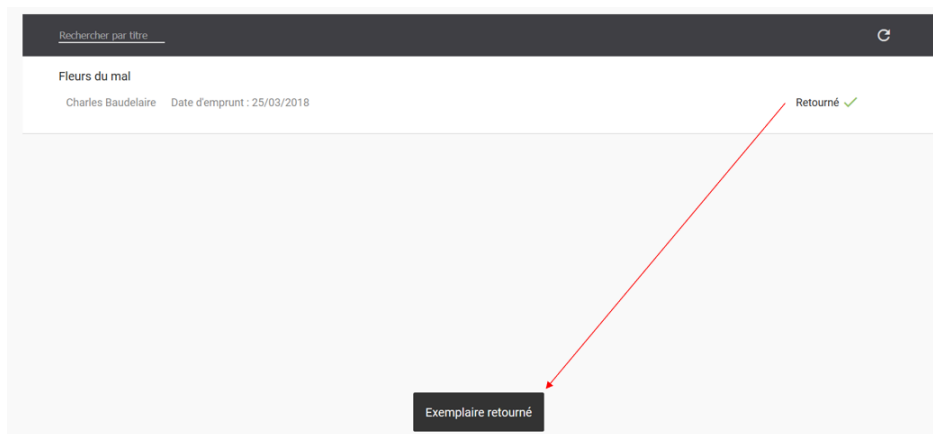 Rechercher par titre
Fleurs du mal
Charles Baudelaire Date d'emprunt : 25/03/2018 Retourné
Exemplaire retourné